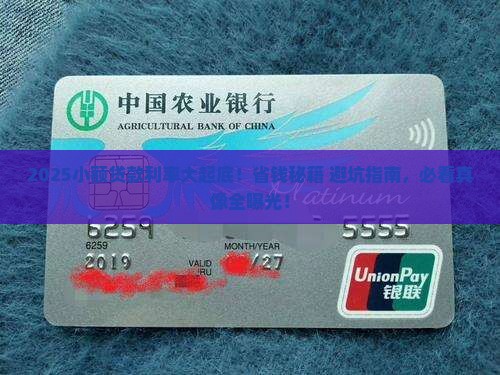 中国农业银行
AGRICULTURAL BANK OF CHINA
2025小额贷款利率大起底！省钱秘籍 避坑指南，必看真
像全曝光！
6259 5555
6259 MONTH/YEAR
2019 VALID /27
THRU
UnionPay
银联